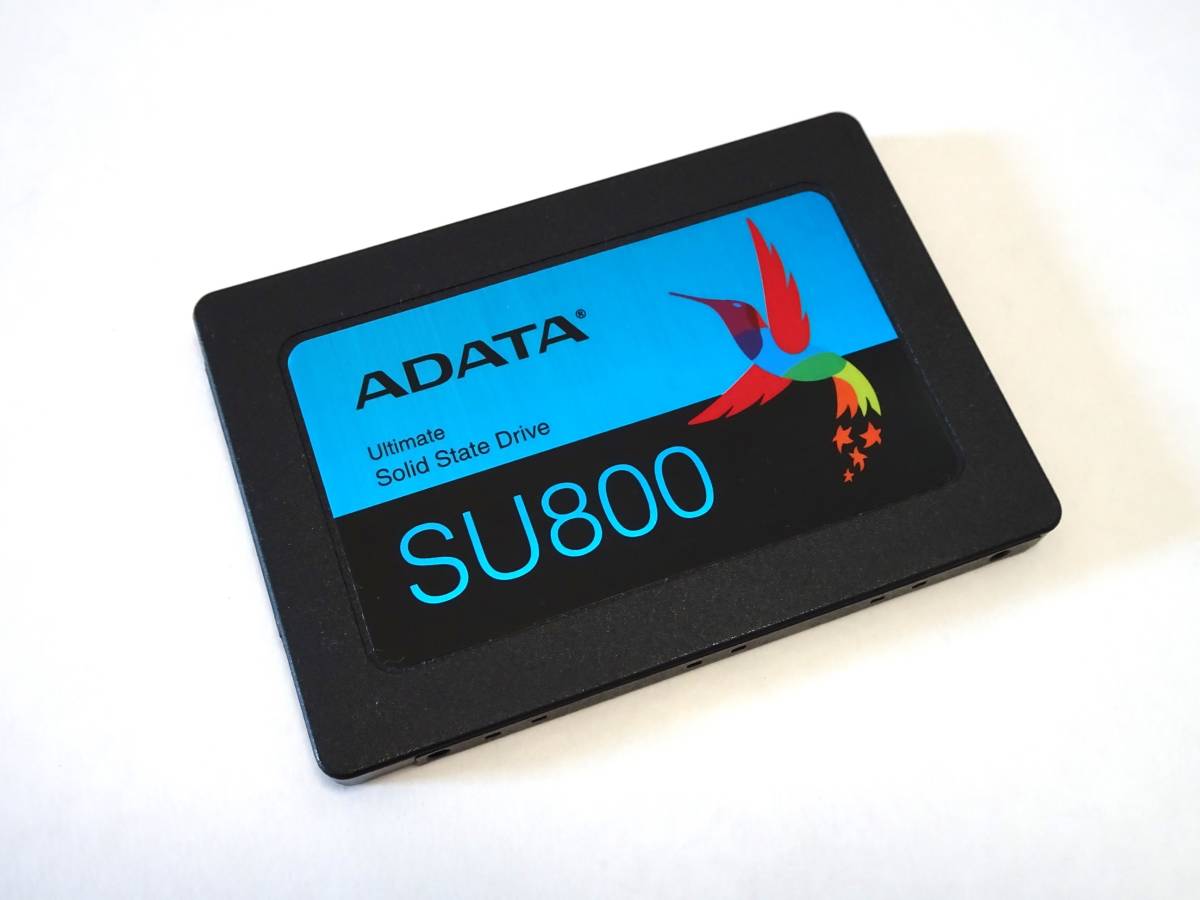 ADATA®
Ultimate
Solid State Drive
SU800